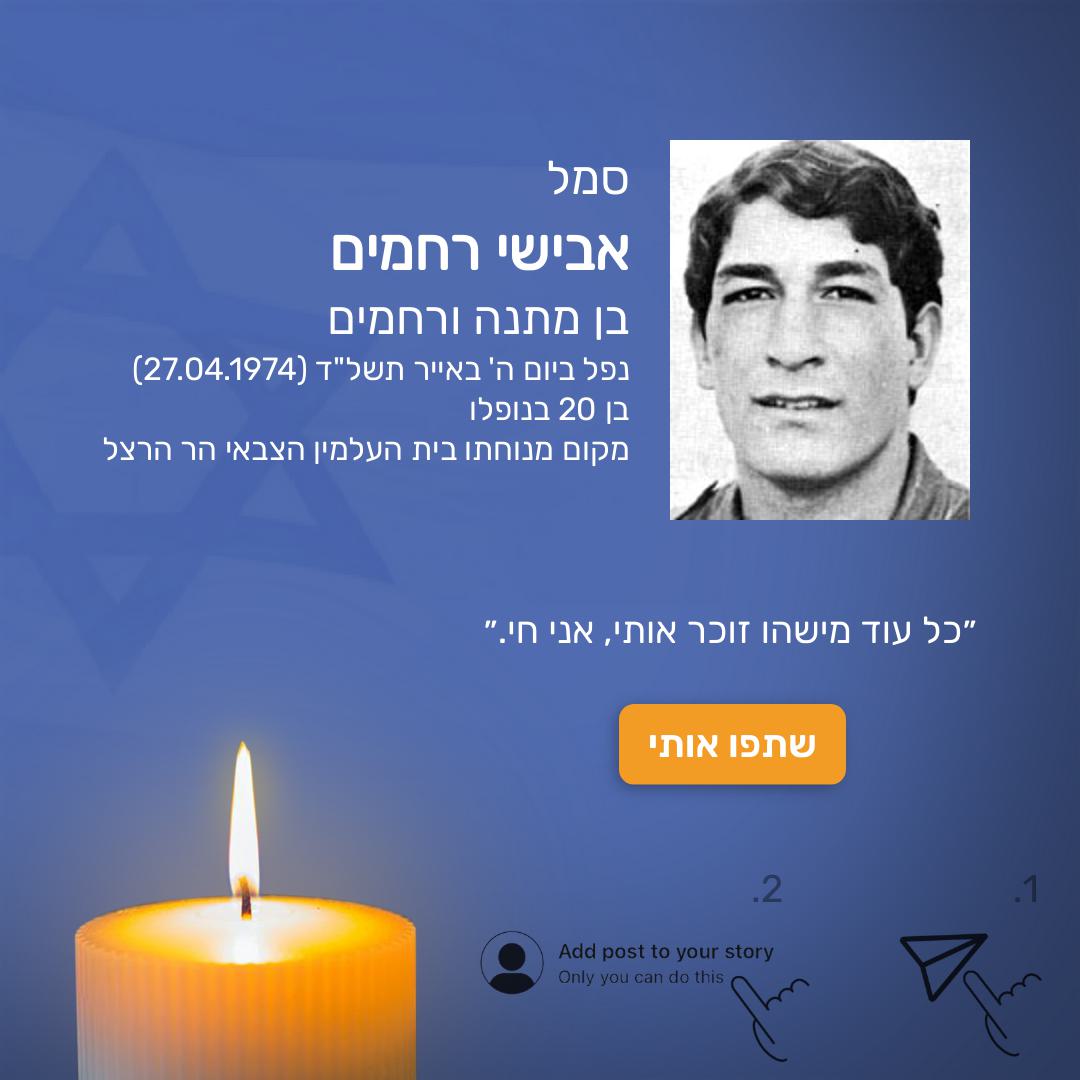 סמל
אבישי רחמים
בן מתנה ורחמים
נפל ביום ה' באייר תשל"ד (27.04.1974)
בן 20 בנופלו
מקום מנוחתו בית העלמין הצבאי הר הרצל
״כל עוד מישהו זוכר אותי, אני חי.״
שתפו אותי
1.
2.
Add post to your story
Only you can do this